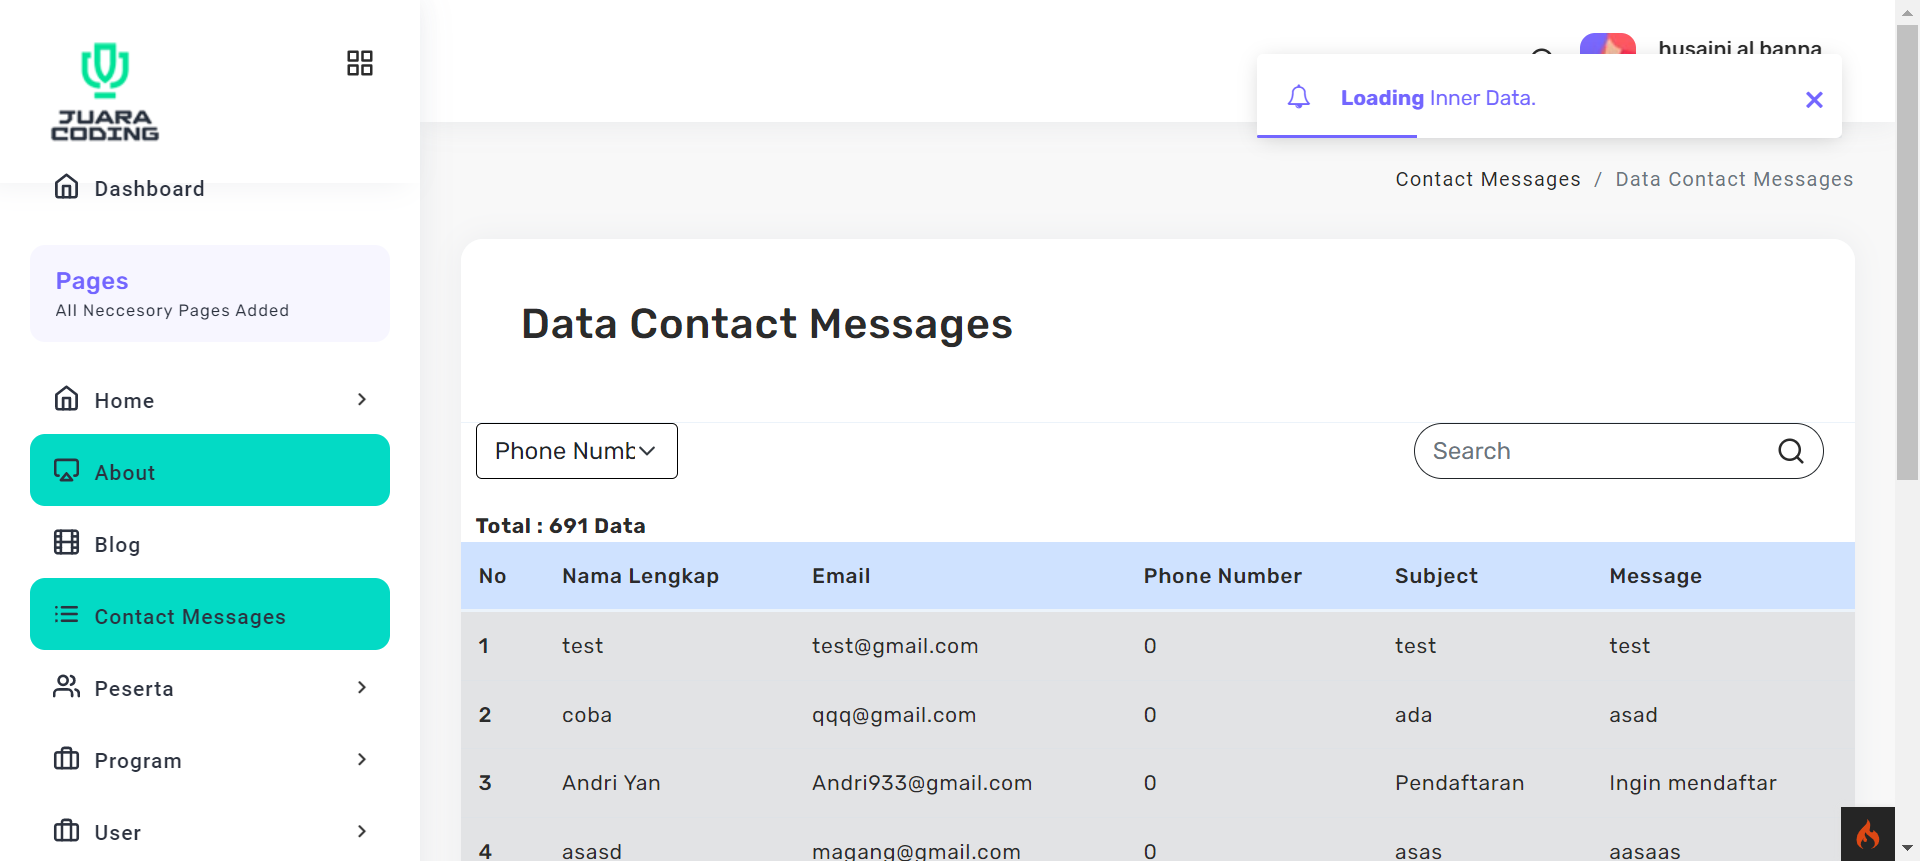 JUARA
CODING
Dashboard
Pages
All Neccesory Pages Added
Home
About
Blog
Contact Messages
Peserta
Program
User
husaini al banna
Loading Inner Data.
Contact Messages / Data Contact Messages
Data Contact Messages
Phone Numb
Search
Total : 691 Data
No Nama Lengkap Email Phone Number Subject Message
1 test test@gmail.com 0 test test
2 coba qqq@gmail.com 0 ada asad
3 Andri Yan Andri933@gmail.com 0 Pendaftaran Ingin mendaftar
4 asasd magang@gmail.com 0 asas aasaas